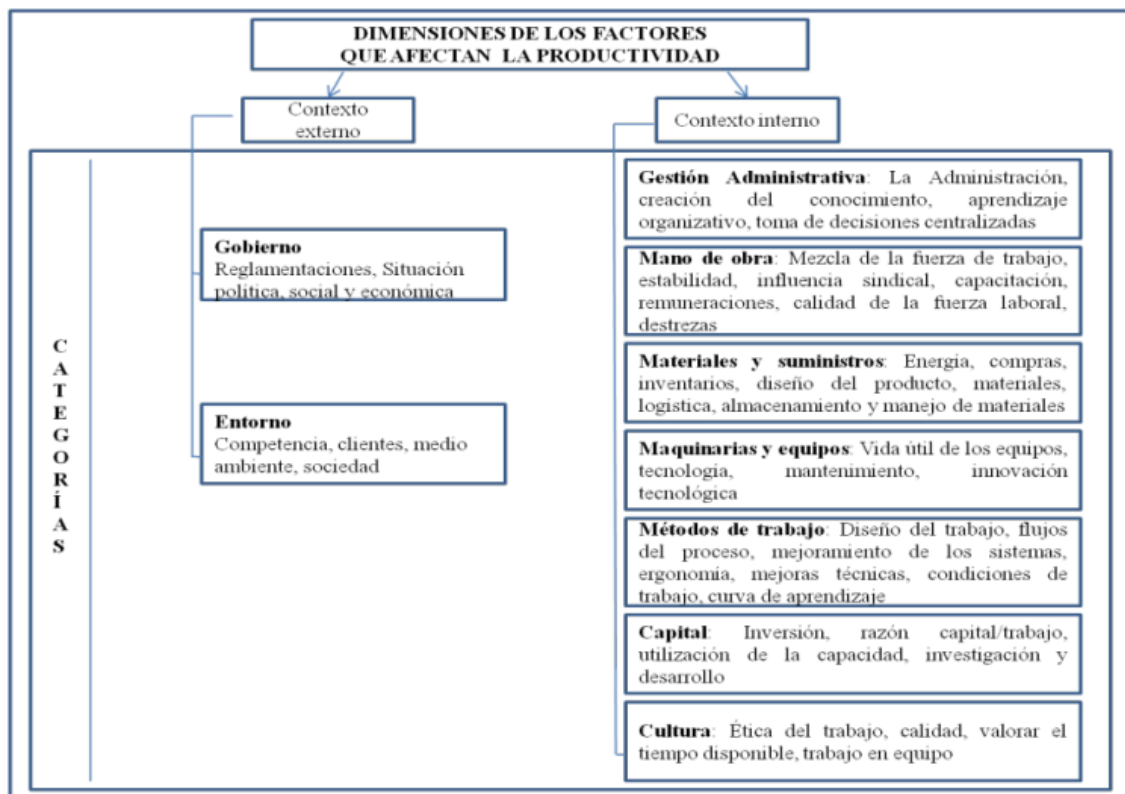 DIMENSIONES DE LOS FACTORES
QUE AFECTAN LA PRODUCTIVIDAD
Contexto
externo
Contexto interno
CATEGORÍAS
Gobierno
Reglamentaciones, Situación
política, social y económica
Entorno
Competencia, clientes, medio
ambiente, sociedad
Gestión Administrativa: La Administración,
creación del conocimiento, aprendizaje
organizativo, toma de decisiones centralizadas
Mano de obra: Mezcla de la fuerza de trabajo,
estabilidad, influencia sindical, capacitación,
remuneraciones, calidad de la fuerza laboral,
destrezas
Materiales y suministros: Energía, compras,
inventarios, diseño del producto, materiales,
logística, almacenamiento y manejo de materiales
Maquinarias y equipos: Vida útil de los equipos,
tecnología, mantenimiento, innovación
tecnológica
Métodos de trabajo: Diseño del trabajo, flujos
del proceso, mejoramiento de los sistemas,
ergonomía, mejoras técnicas, condiciones de
trabajo, curva de aprendizaje
Capital: Inversión, razón capital/trabajo,
utilización de la capacidad, investigación y
desarrollo
Cultura: Ética del trabajo, calidad, valorar el
tiempo disponible, trabajo en equipo